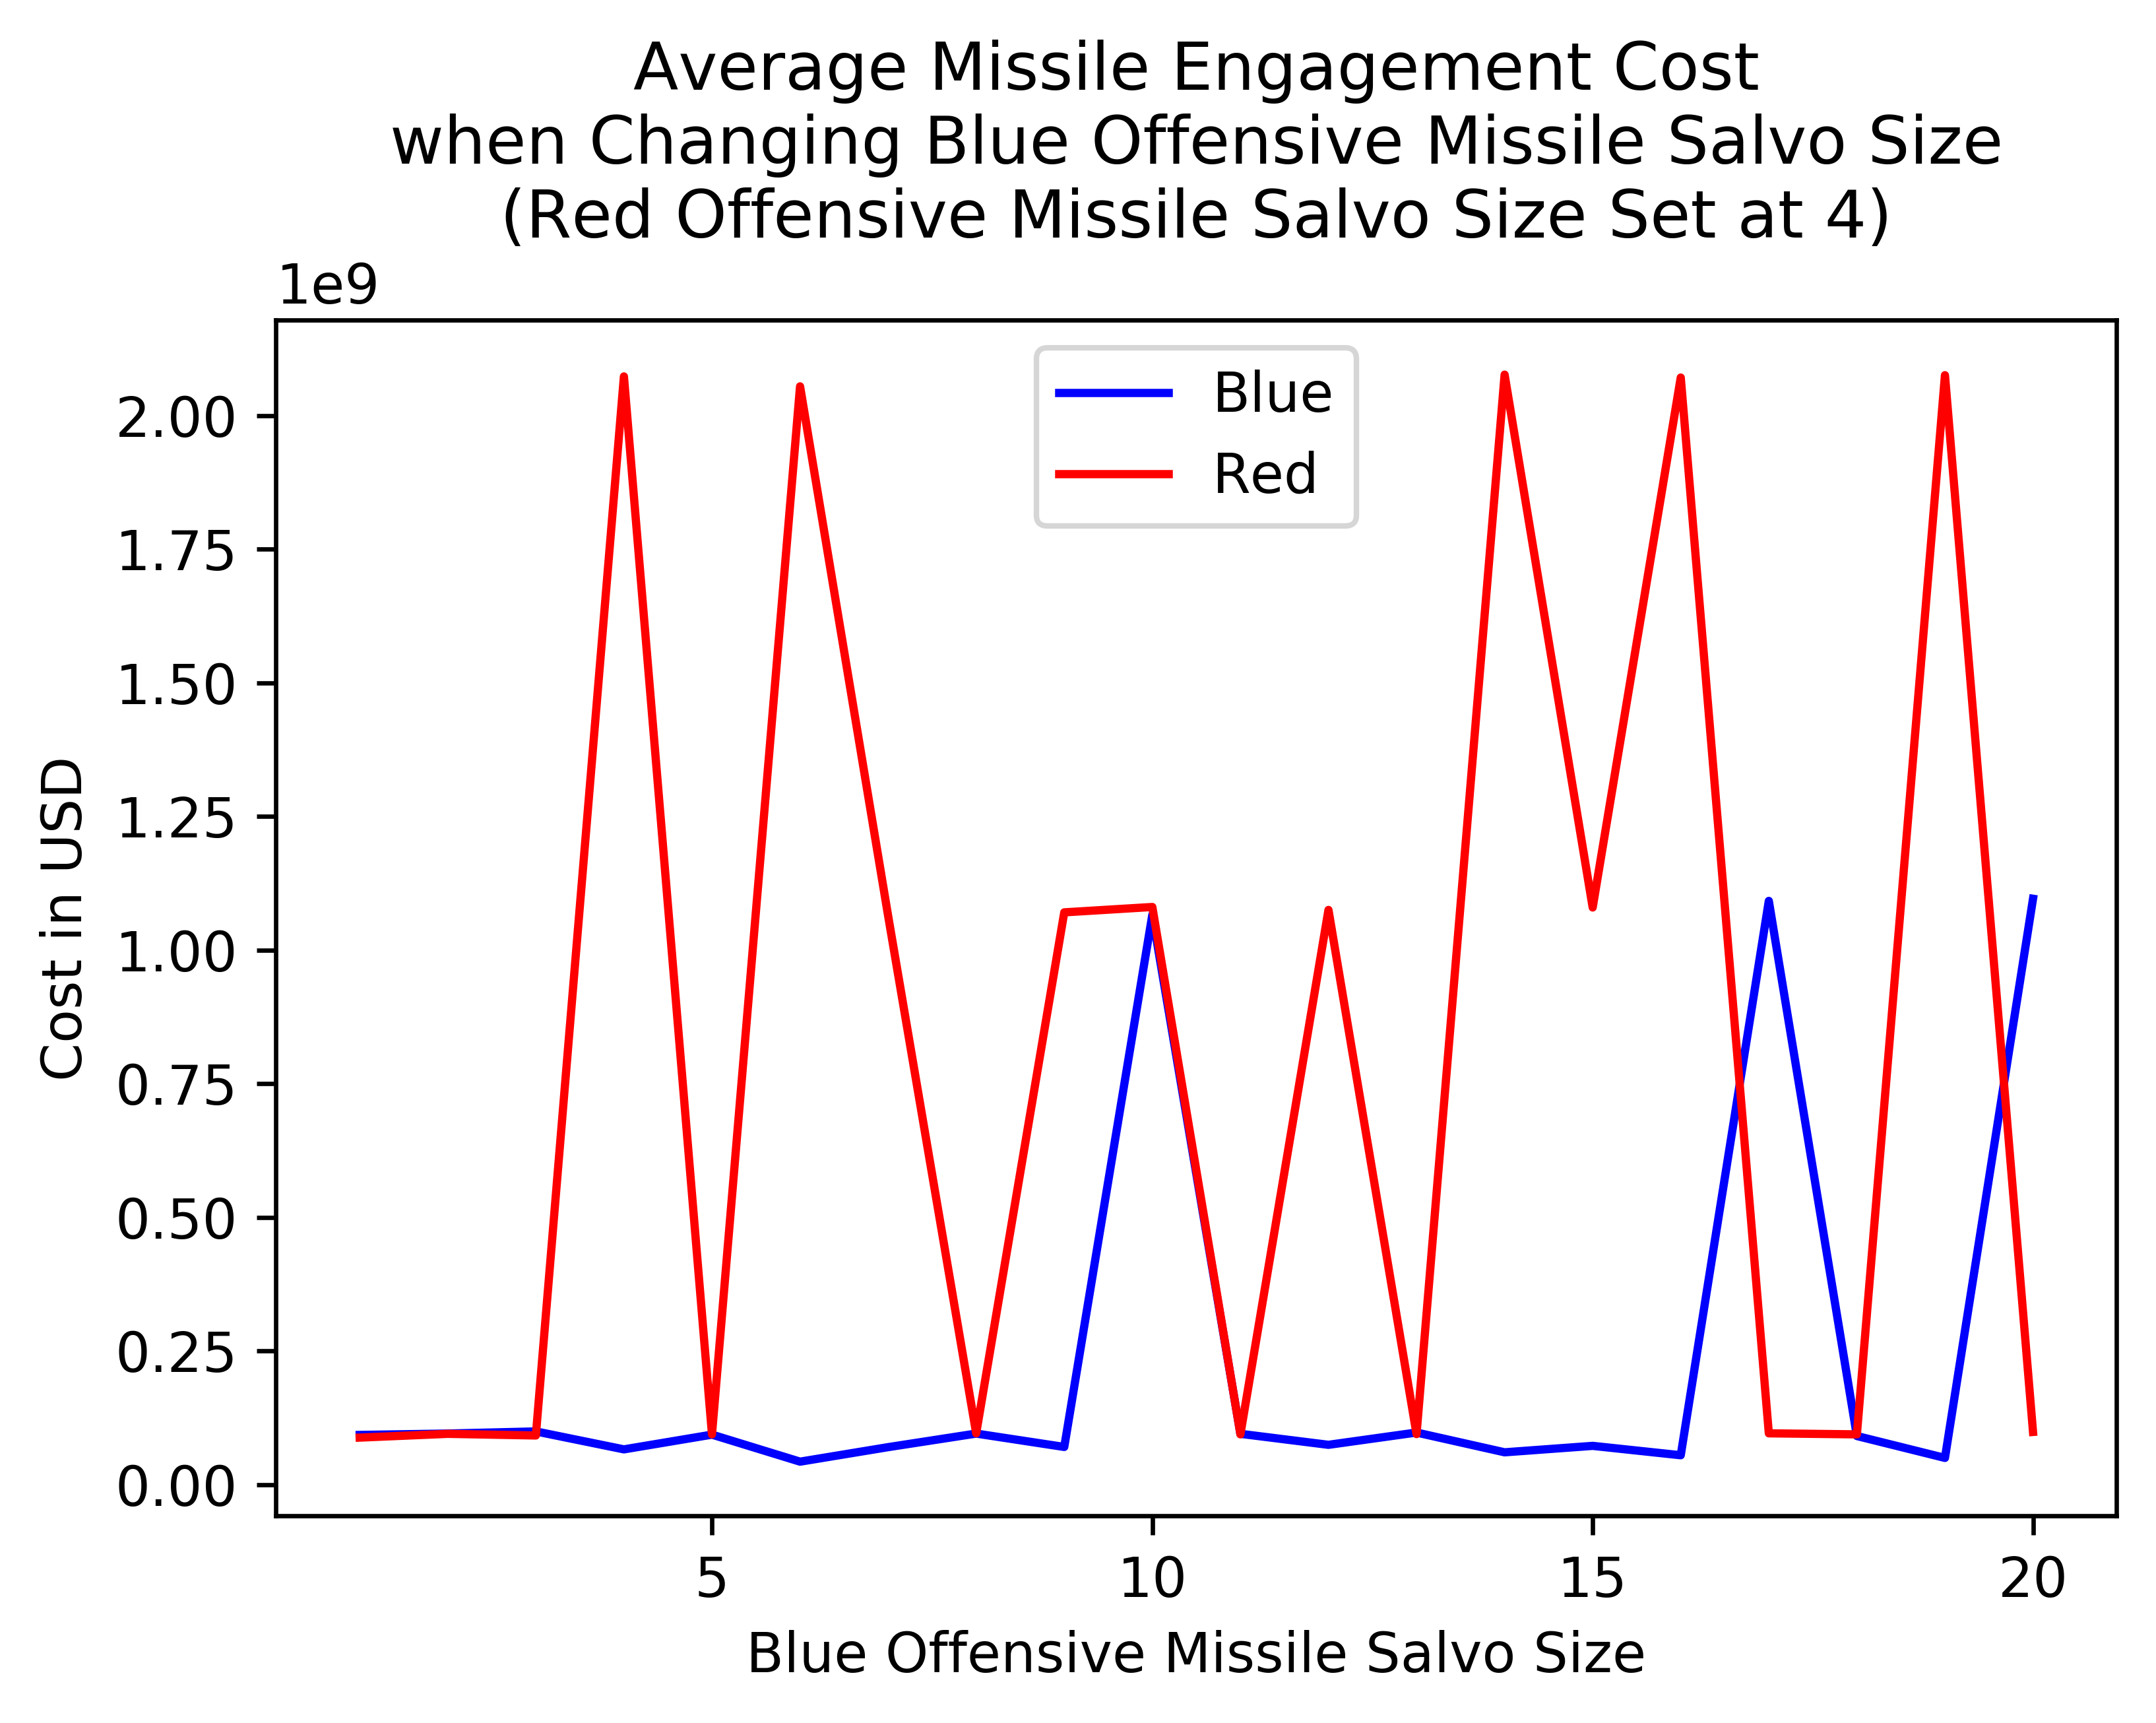 Average Missile Engagement Cost
when Changing Blue Offensive Missile Salvo Size
(Red Offensive Missile Salvo Size Set at 4)
1e9
Blue
Red
2.00
1.75
1.50
1.25
1.00
0.75
0.50
0.25
0.00
Cost in USD
5 10 15 20
Blue Offensive Missile Salvo Size